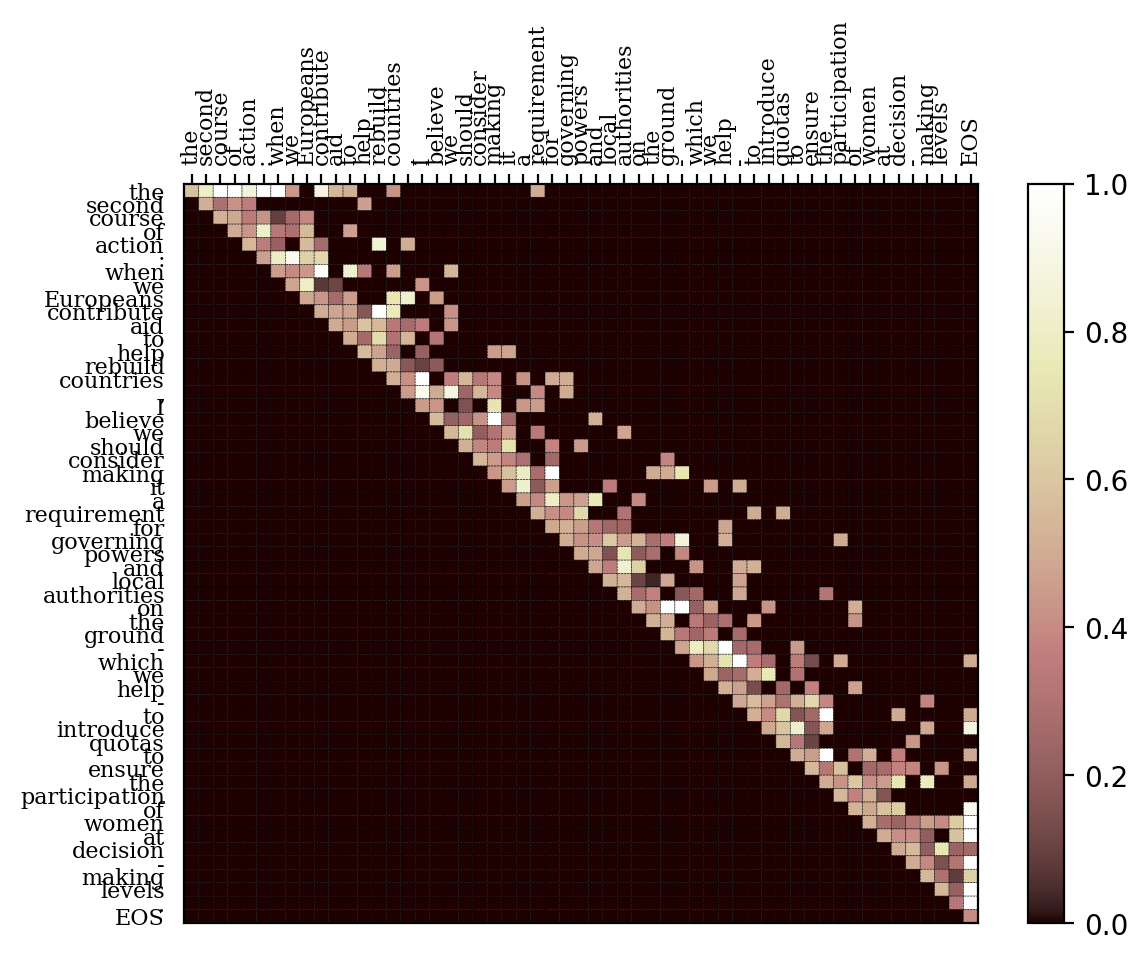 the
second
course
of
action
:
when
we
Europeans
contribute
aid
to
help
rebuild
countries
,
I
believe
we
should
consider
making
it
a
requirement
for
governing
powers
and
local
authorities
on
the
ground
-
which
we
help
-
to
introduce
quotas
to
ensure
the
participation
of
women
at
decision
-
making
levels
.
EOS
the
second
course
of
action
:
when
we
Europeans
contribute
aid
to
help
rebuild
countries
,
I
believe
we
should
consider
making
it
a
requirement
for
governing
powers
and
local
authorities
on
the
ground
-
which
we
help
-
to
introduce
quotas
to
ensure
the
participation
of
women
at
decision
-
making
levels
.
EOS
1.0
0.8
0.6
0.4
0.2
0.0